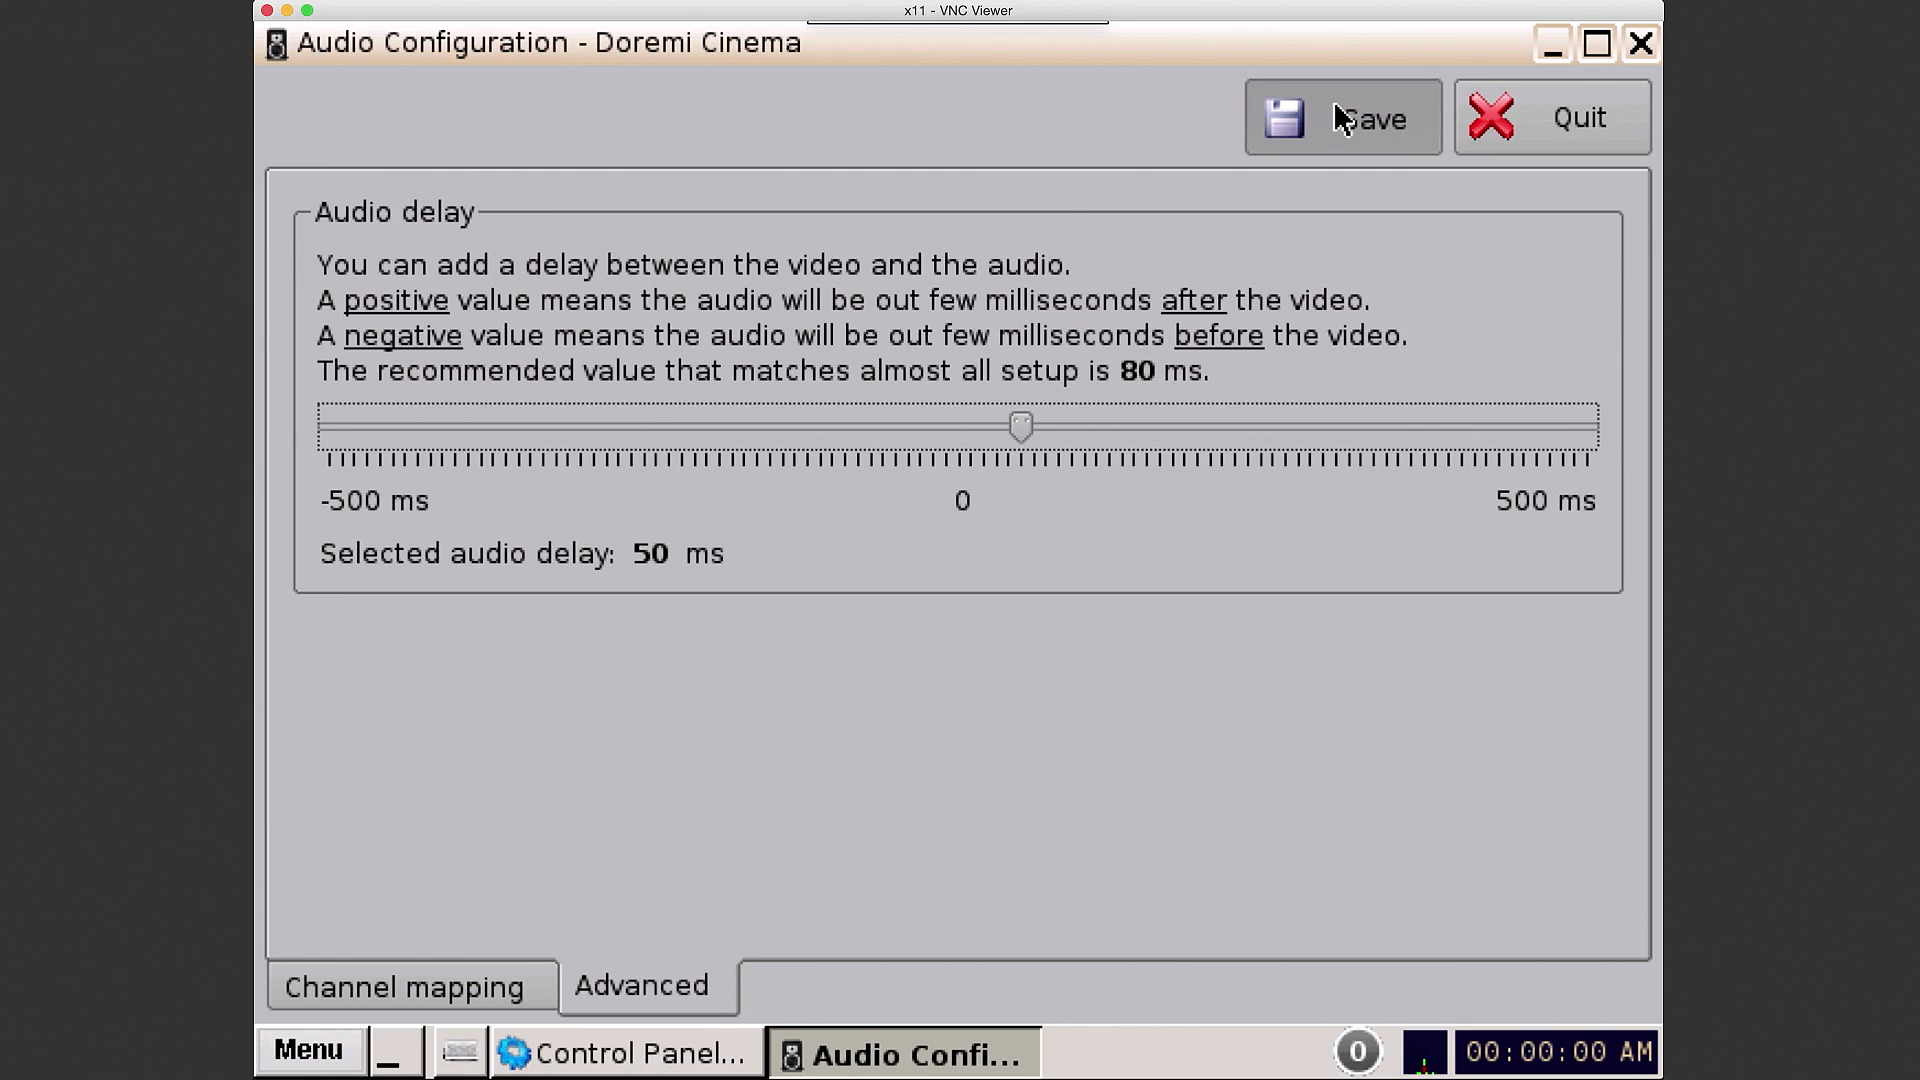 x11 - VNC Viewer
Audio Configuration - Doremi Cinema
Save
Quit
Audio delay
You can add a delay between the video and the audio.
A positive value means the audio will be out few milliseconds after the video.
A negative value means the audio will be out few milliseconds before the video.
The recommended value that matches almost all setup is 80 ms.
-500 ms 0 500 ms
Selected audio delay: 50 ms
Channel mapping Advanced
Menu Control Panel... Audio Confi... 0 00:00:00 AM